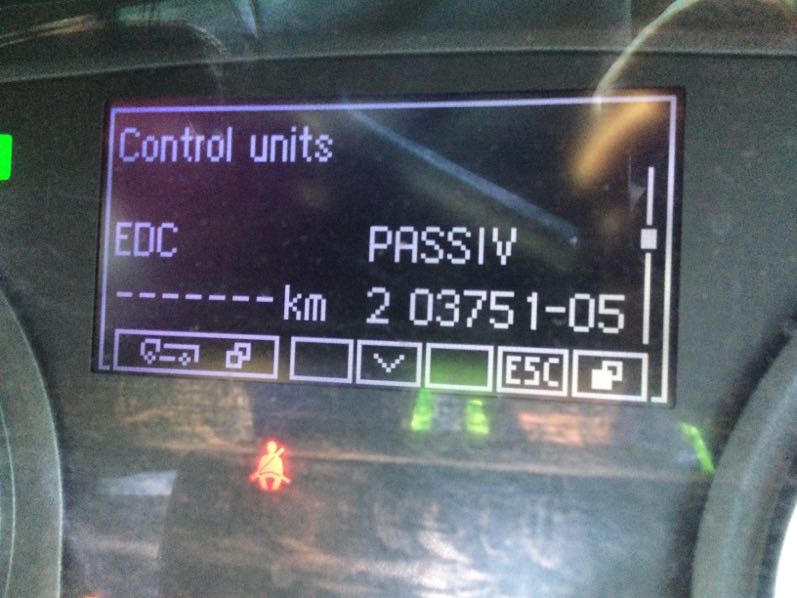 Control units
EDC PASSIV
-------km 2 03751-05
ESC